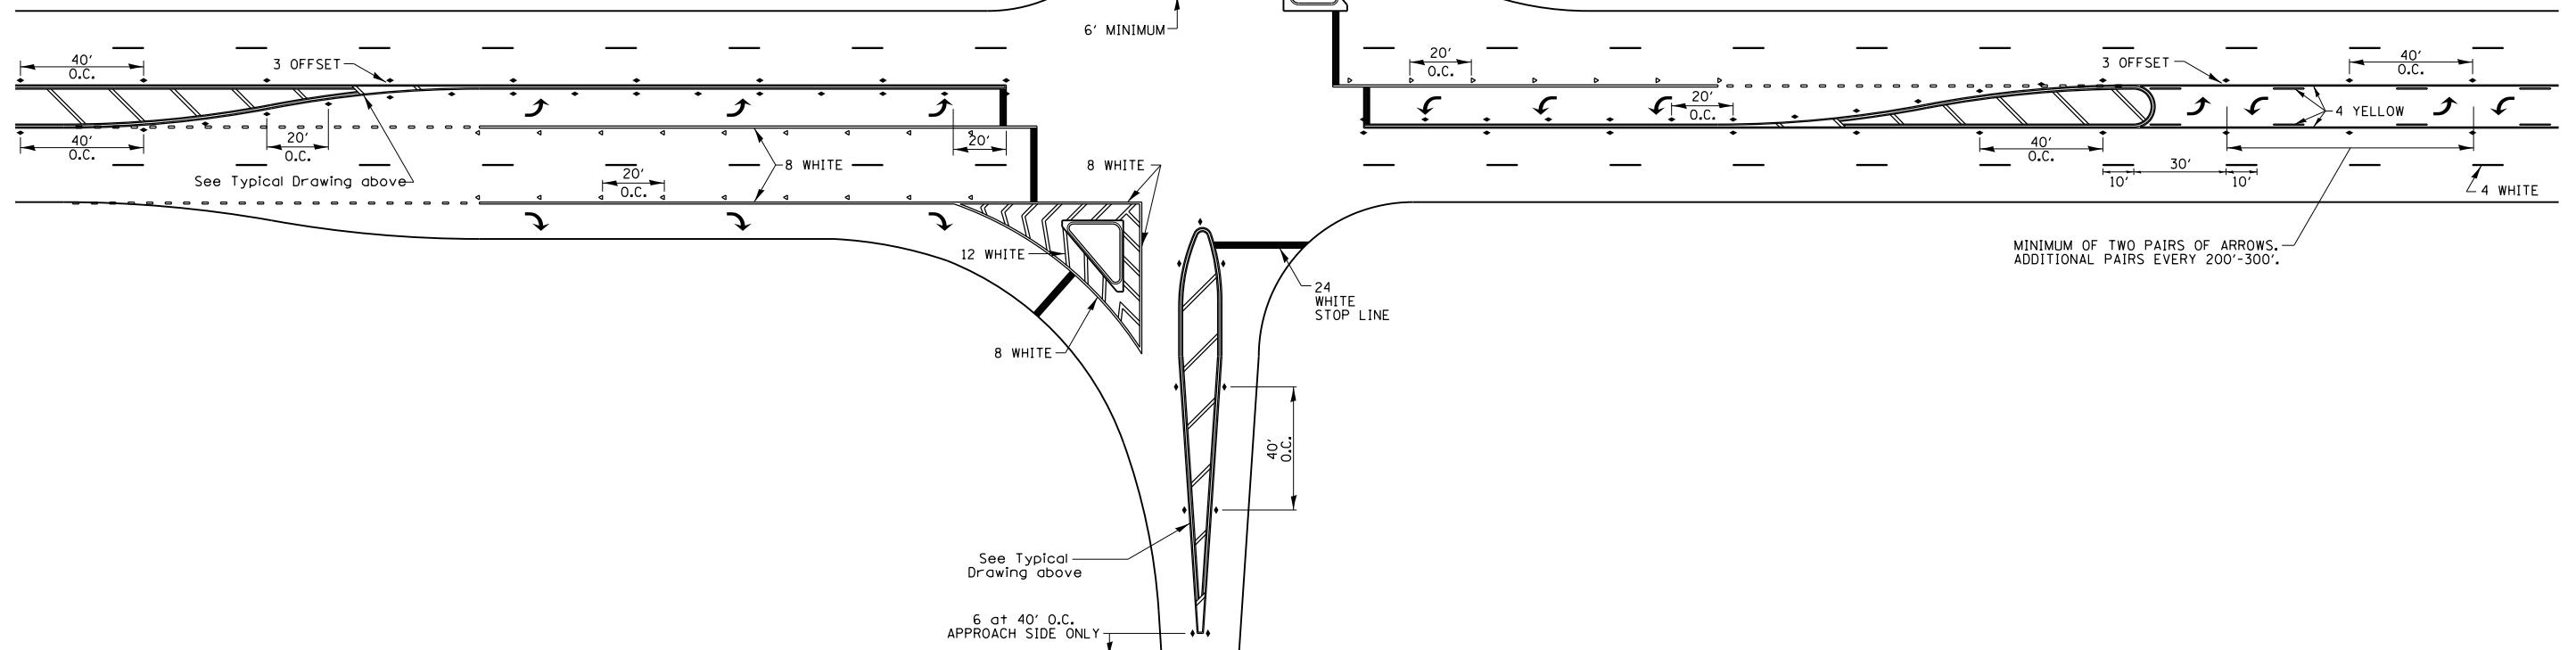 6' MINIMUM
40'
O.C.
3 OFFSET
20'
O.C.
3 OFFSET
40'
O.C.
20'
O.C.
4 YELLOW
40'
O.C.
20'
O.C.
20'
40'
O.C.
See Typical Drawing above
8 WHITE
20'
O.C.
8 WHITE
30'
10'
10'
4 WHITE
12 WHITE
MINIMUM OF TWO PAIRS OF ARROWS.
ADDITIONAL PAIRS EVERY 200'-300'.
24
WHITE
STOP LINE
8 WHITE
40'
O.C.
See Typical
Drawing above
6 at 40' O.C.
APPROACH SIDE ONLY